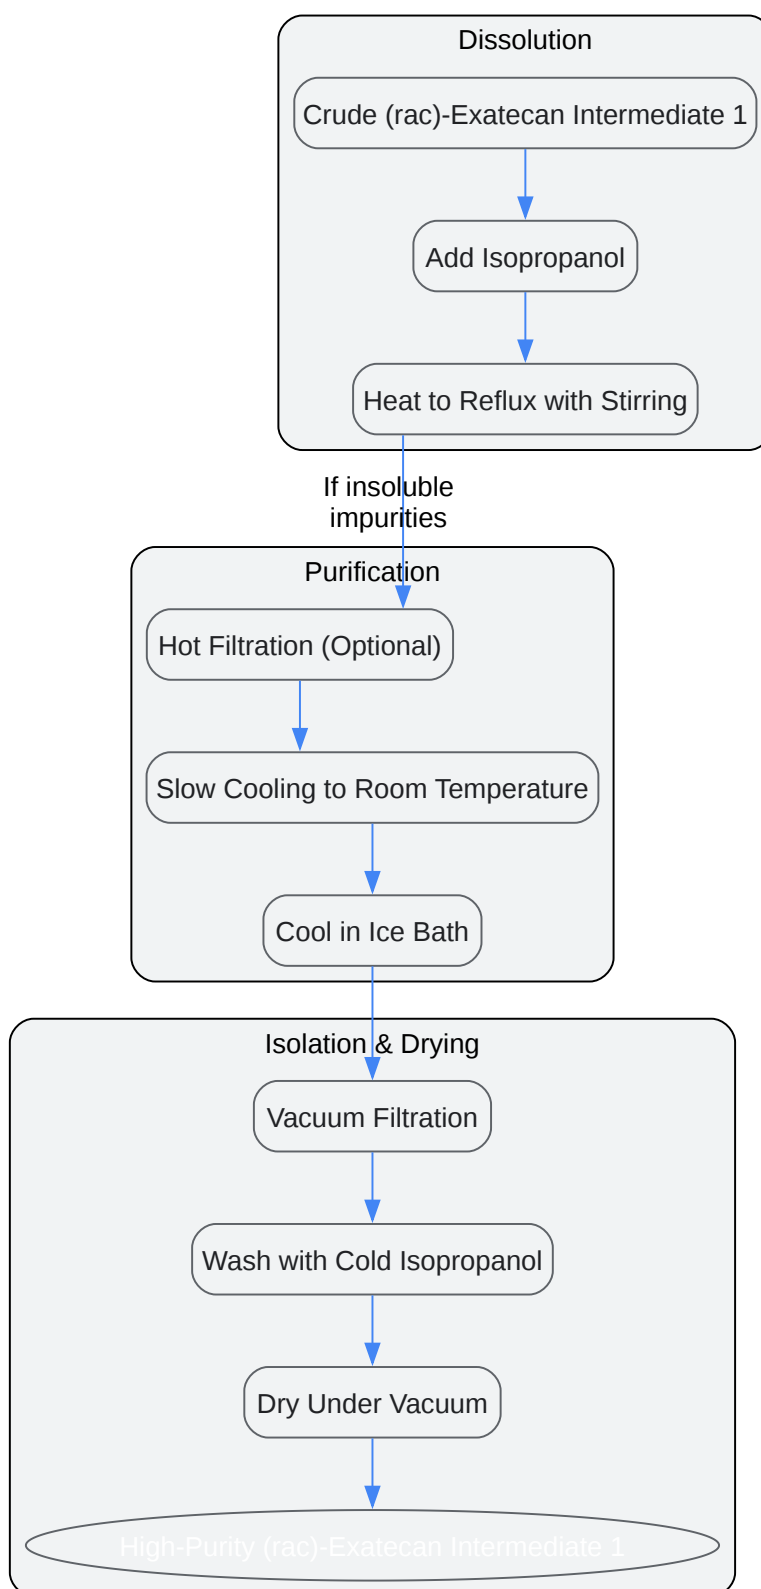 Dissolution
Crude (rac)-Exatecan Intermediate 1
Add Isopropanol
Heat to Reflux with Stirring
If insoluble
impurities
Purification
Hot Filtration (Optional)
Slow Cooling to Room Temperature
Cool in Ice Bath
Isolation & Drying
Vacuum Filtration
Wash with Cold Isopropanol
Dry Under Vacuum
High-Purity (rac)-Exatecan Intermediate 1